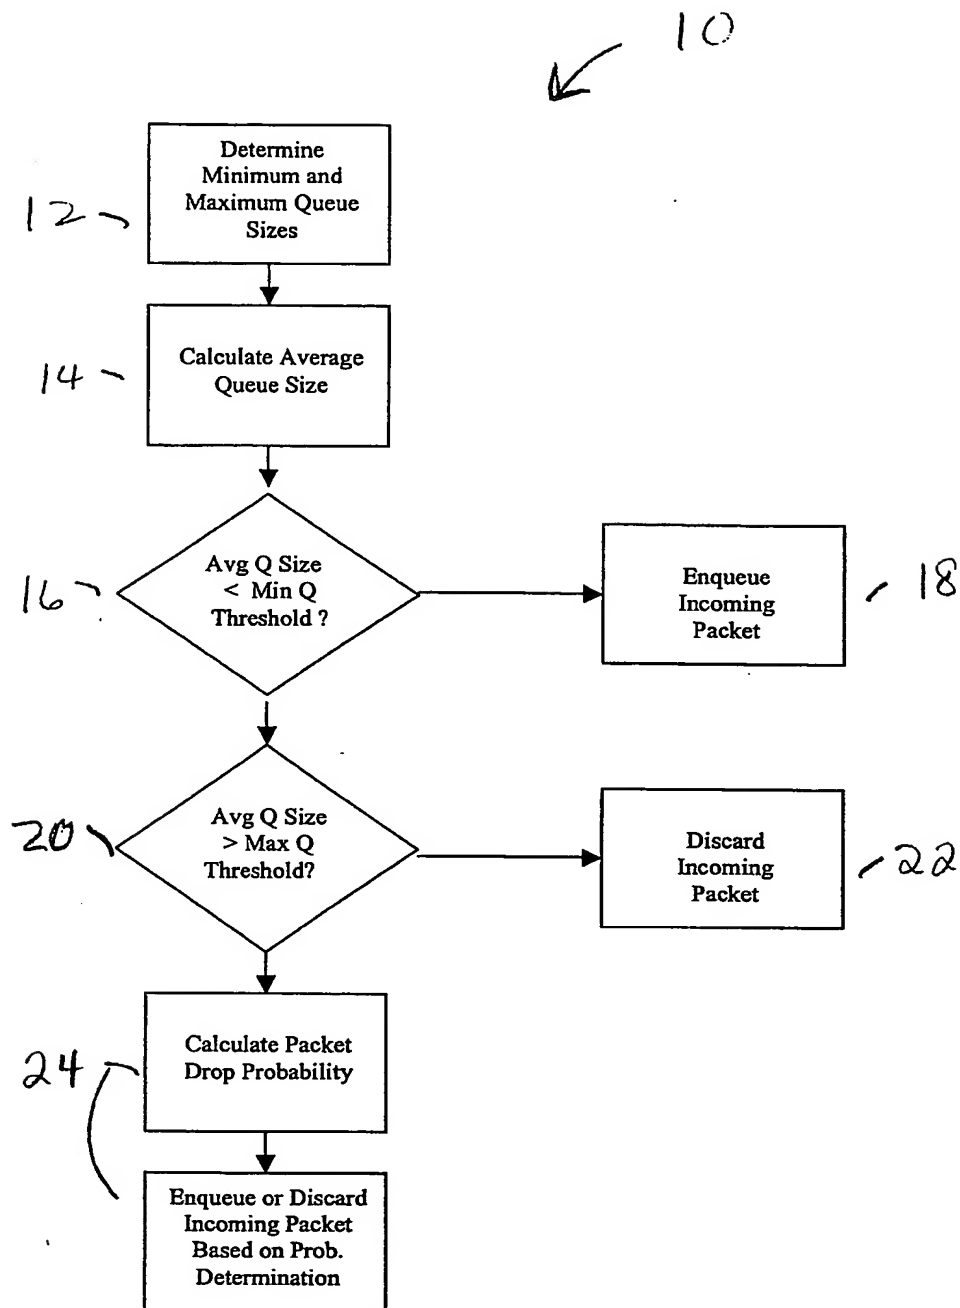 10
Determine
Minimum and
Maximum Queue
Sizes
12
Calculate Average
Queue Size
14
Avg Q Size
< Min Q
Threshold ?
16
Enqueue
Incoming
Packet
18
Avg Q Size
> Max Q
Threshold?
20
Discard
Incoming
Packet
22
Calculate Packet
Drop Probability
24
Enqueue or Discard
Incoming Packet
Based on Prob.
Determination